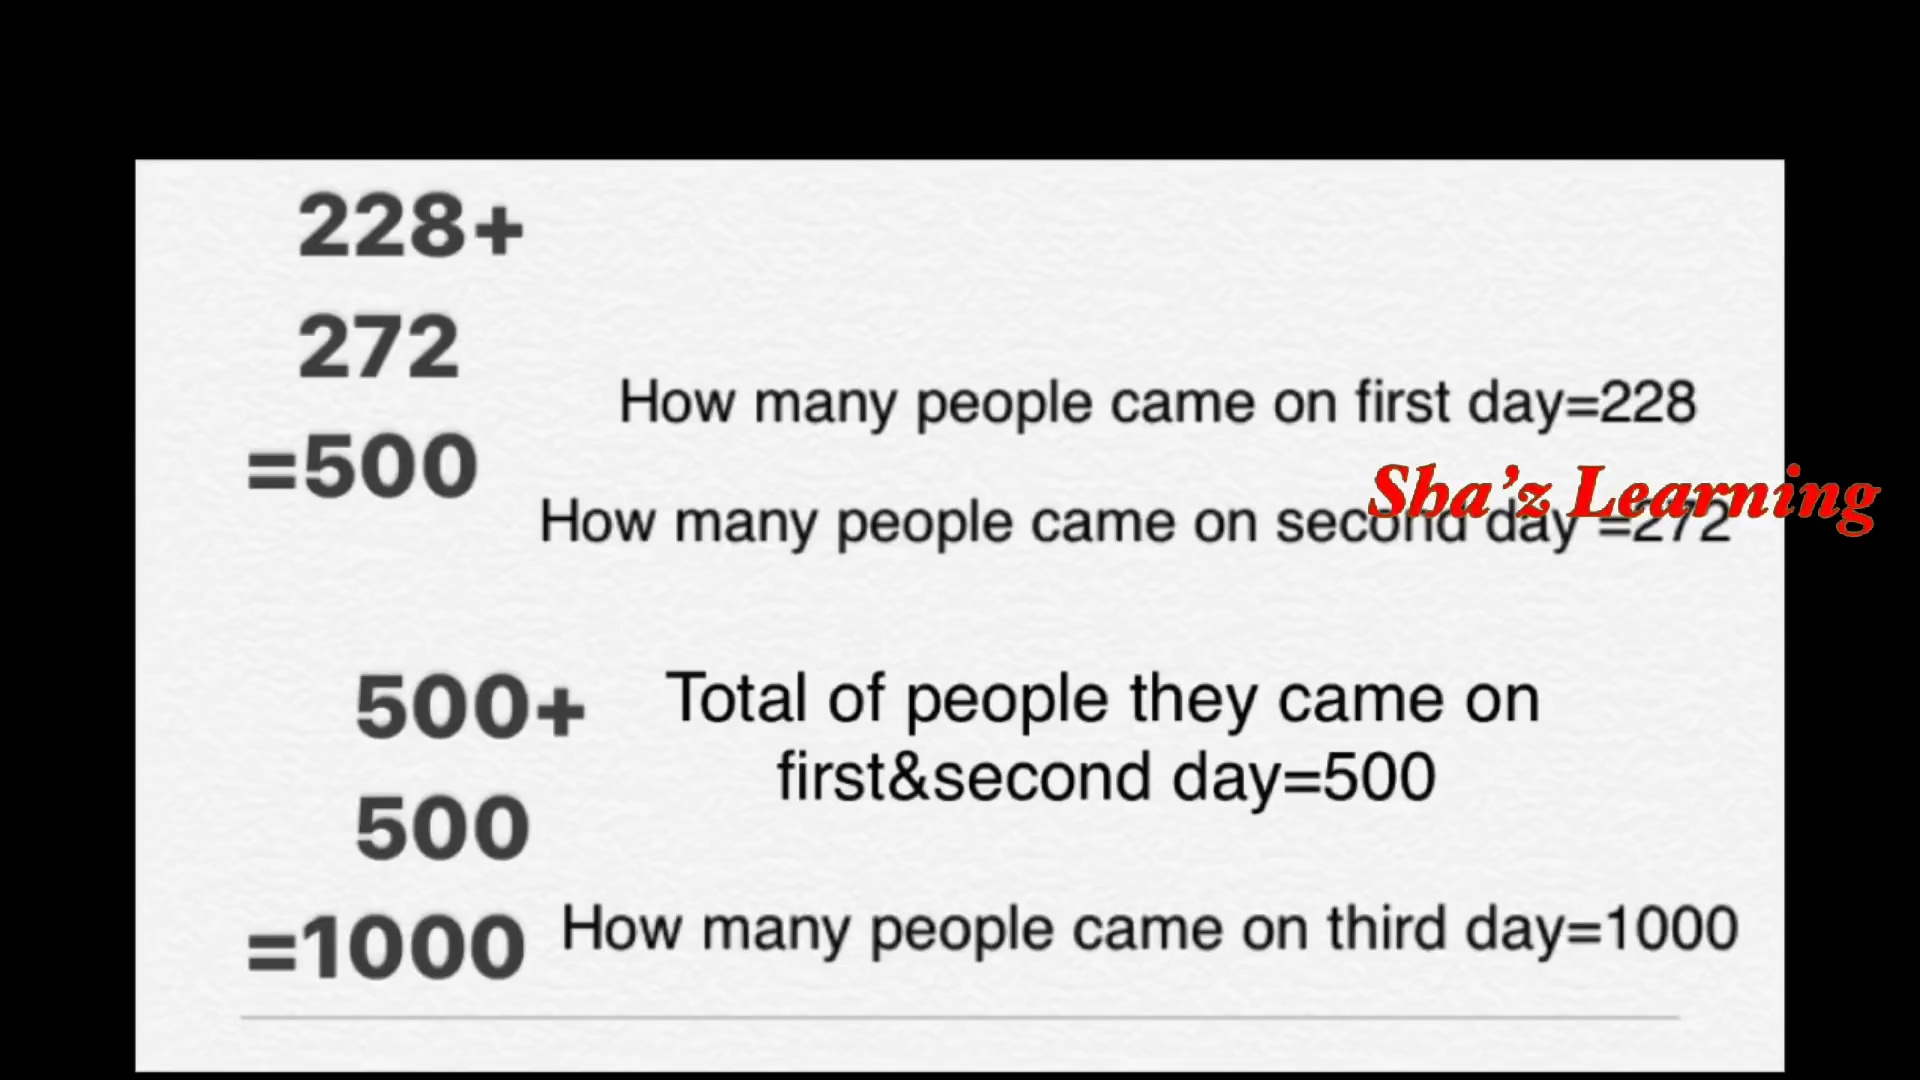 228+
272
=500
How many people came on first day=228
Sha’z Learning
How many people came on second day =272
500+
500
=1000
Total of people they came on
first&second day=500
How many people came on third day=1000